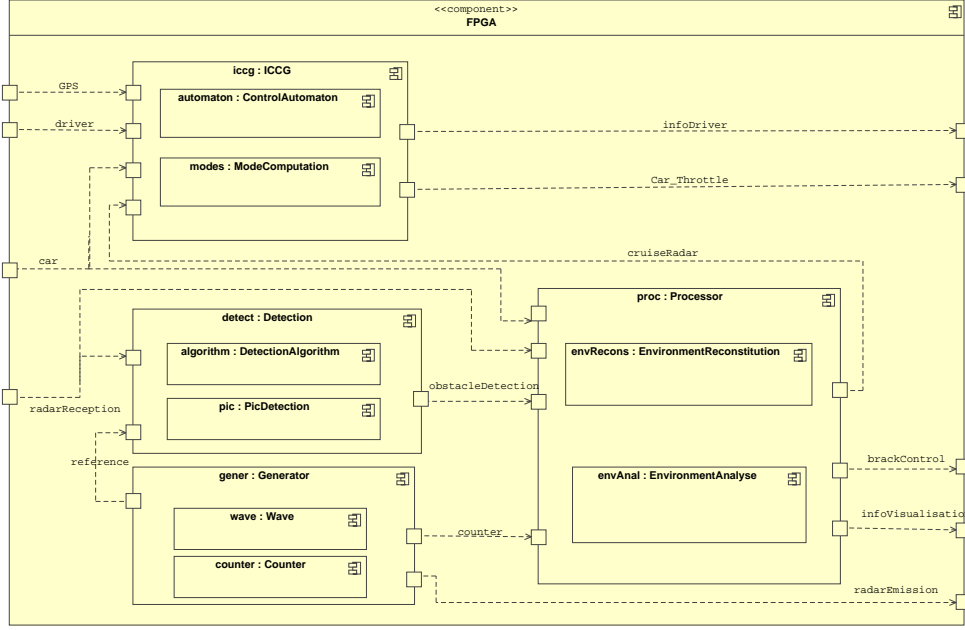 <<component>>
FPGA
iccg : ICCG
GPS
automaton : ControlAutomaton
driver
infoDriver
modes : ModeComputation
Car_Throttle
cruiseRadar
car
proc : Processor
detect : Detection
algorithm : DetectionAlgorithm
envRecons : EnvironmentReconstitution
obstacleDetection
radarReception
pic : PicDetection
reference
brackControl
gener : Generator
envAnal : EnvironmentAnalyse
wave : Wave
infoVisualisatio
counter
counter : Counter
radarEmission